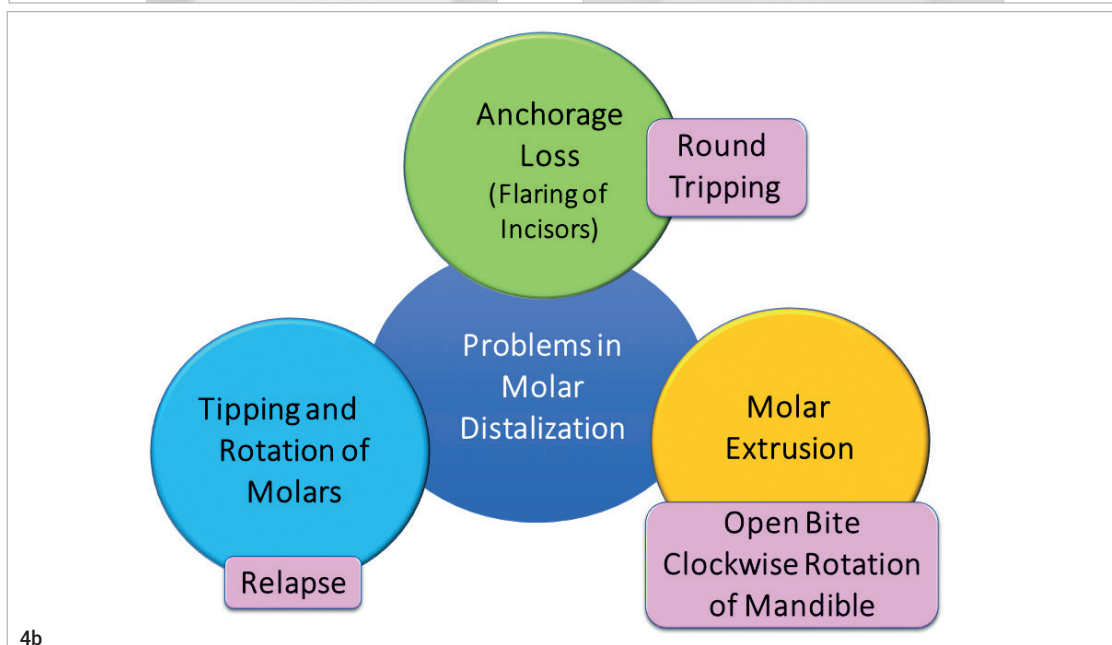 Anchorage
Loss
(Flaring of
Incisors)
Round
Tripping
Problems in
Molar
Distalization
Tipping and
Rotation of
Molars
Relapse
Molar
Extrusion
Open Bite
Clockwise Rotation
of Mandible
4b